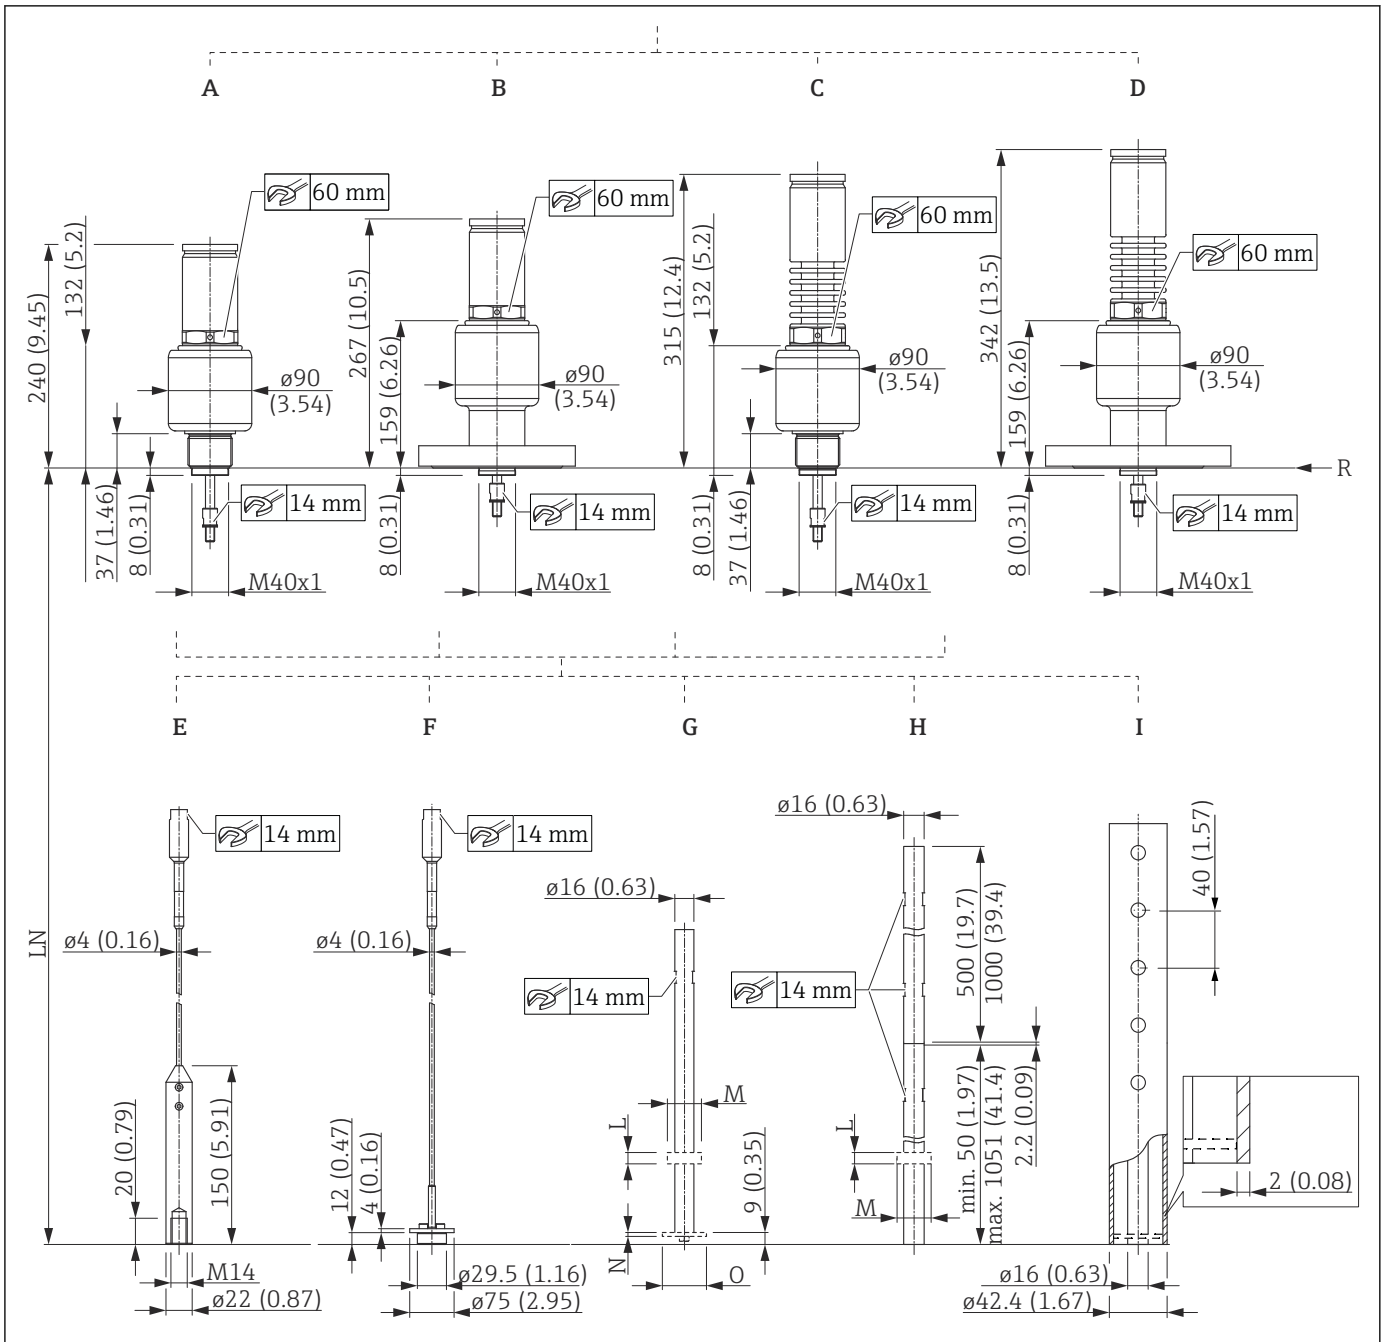 A
B
C
D
60 mm
60 mm
60 mm
60 mm
240 (9.45)
132 (5.2)
37 (1.46)
8 (0.31)
ø90
(3.54)
14 mm
M40x1
267 (10.5)
159 (6.26)
8 (0.31)
ø90
(3.54)
14 mm
M40x1
315 (12.4)
132 (5.2)
8 (0.31)
37 (1.46)
ø90
(3.54)
14 mm
M40x1
342 (13.5)
159 (6.26)
8 (0.31)
ø90
(3.54)
14 mm
M40x1
R
LN
E
F
G
H
I
14 mm
ø4 (0.16)
20 (0.79)
150 (5.91)
M14
ø22 (0.87)
14 mm
ø4 (0.16)
12 (0.47)
4 (0.16)
ø29.5 (1.16)
ø75 (2.95)
ø16 (0.63)
14 mm
L
M
N
O
9 (0.35)
ø16 (0.63)
14 mm
500 (19.7)
1000 (39.4)
L
M
min. 50 (1.97)
max. 1051 (41.4)
2.2 (0.09)
40 (1.57)
2 (0.08)
ø16 (0.63)
ø42.4 (1.67)